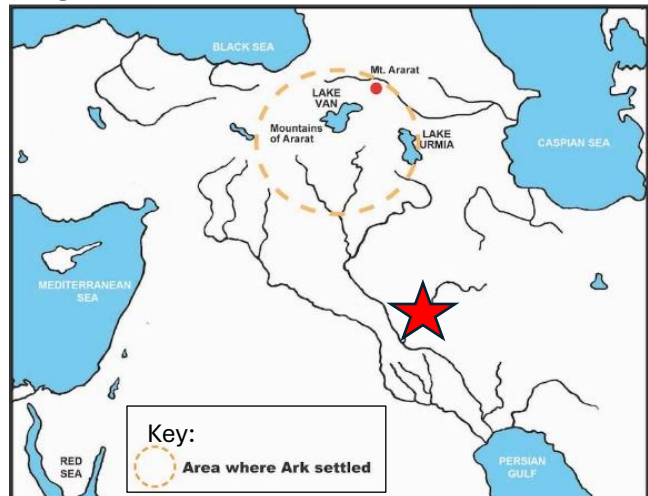 BLACK SEA
Mt. Ararat
LAKE
VAN
Mountains
of Ararat
LAKE
URMIA
CASPIAN SEA
MEDITERRANEAN
SEA
Key:
Area where Ark settled
RED
SEA
PERSIAN
GULF